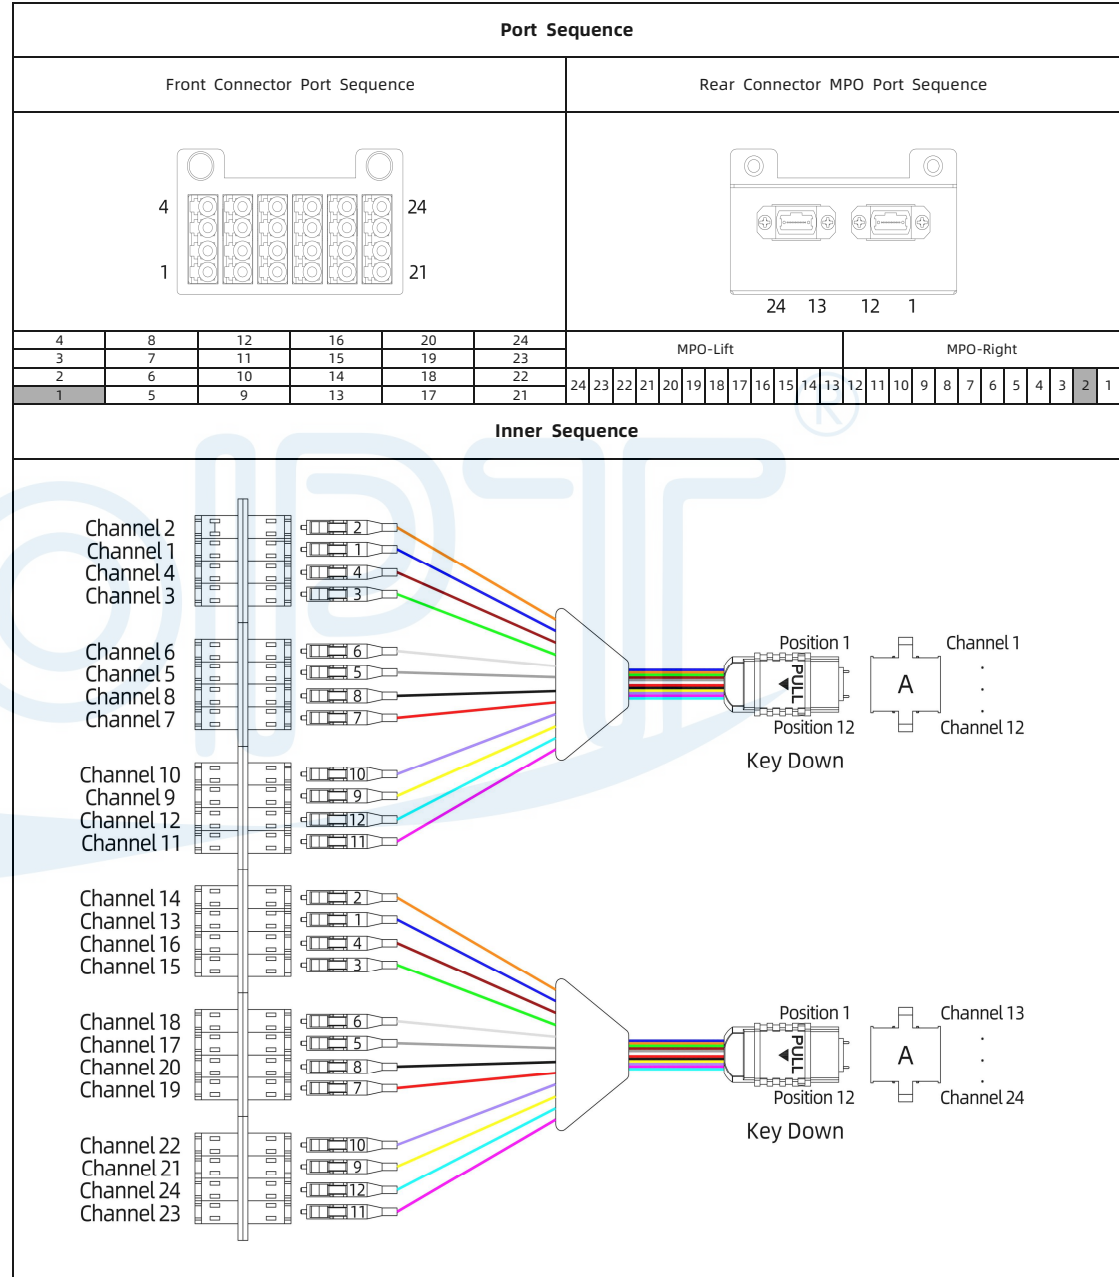 Port Sequence
Front Connector Port Sequence
Rear Connector MPO Port Sequence
4
24
1
21
24 13 12 1
4 8 12 16 20 24
3 7 11 15 19 23
2 6 10 14 18 22
1 5 9 13 17 21
MPO-Lift
MPO-Right
24 23 22 21 20 19 18 17 16 15 14 13 12 11 10 9 8 7 6 5 4 3 2 1
®
Inner Sequence
Channel 2
2
Channel 1
1
Channel 4
4
Channel 3
3
Channel 6
6
Channel 5
5
Channel 8
8
Channel 7
7
Channel 10
10
Channel 9
9
Channel 12
12
Channel 11
11
Position 1
PULL
Position 12
Key Down
A
Channel 1
.
.
.
Channel 12
Channel 14
2
Channel 13
1
Channel 16
4
Channel 15
3
Channel 18
6
Channel 17
5
Channel 20
8
Channel 19
7
Channel 22
10
Channel 21
9
Channel 24
12
Channel 23
11
Position 1
PULL
Position 12
Key Down
A
Channel 13
.
.
.
Channel 24